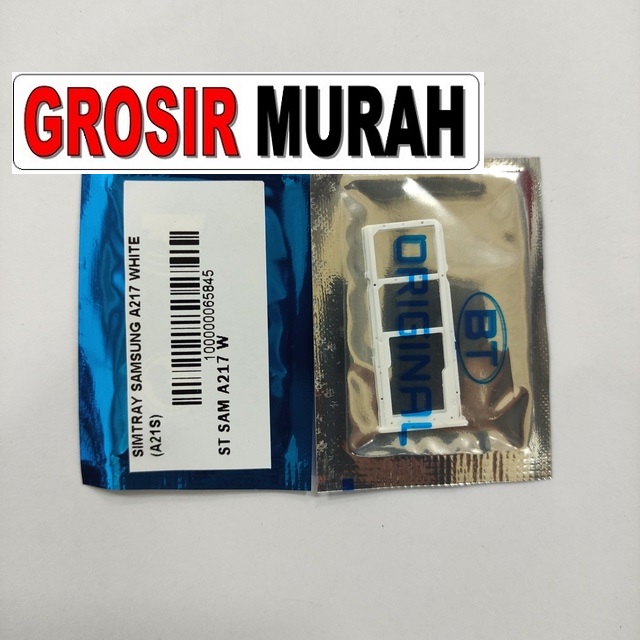 GROSIR MURAH
SIMTRAY SAMSUNG A217 WHITE
(A21S)
100000065845
ST SAM A217 W
ORIGINAL
BT